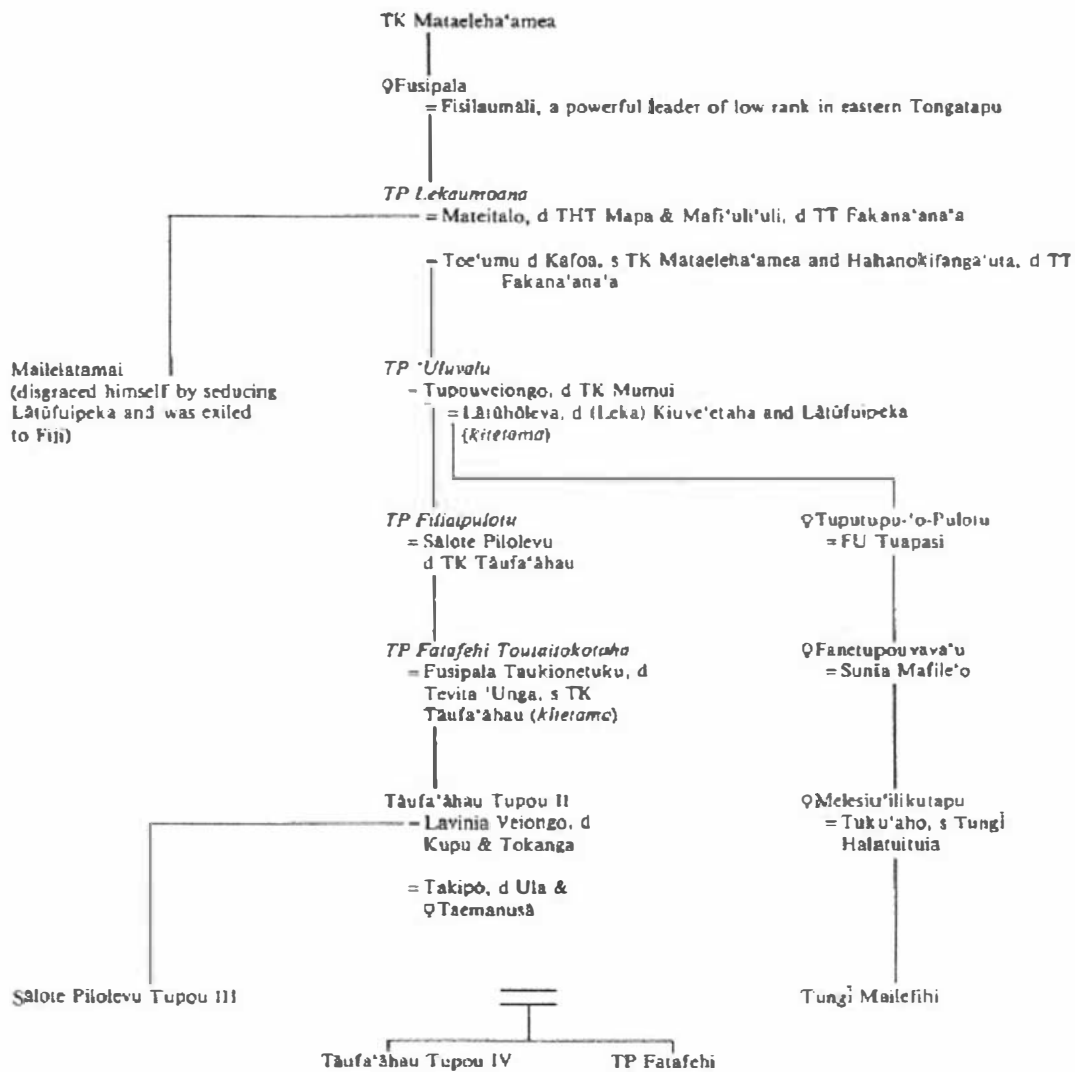 TK Mataeleha‘amea
♀Fusipala
= Fisilaumāli, a powerful leader of low rank in eastern Tongatapu
TP Lekaumoana
= Mateitalo, d THT Mapa & Mafi‘uli‘uli, d TT Fakana‘ana‘a
= Toe‘umu d Kafoa, s TK Mataeleha‘amea and Hahanokifanga‘uta, d TT
Fakana‘ana‘a
Mailelatamai
(disgraced himself by seducing
Lātūfuipeka and was exiled
to Fiji)
TP ‘Uluvalu
= Tupouveiongo, d TK Mumui
= Lātūhōleva, d (Leka) Kiuve‘etaha and Lātūfuipeka
(kitetama)
TP Filiaipulotu
= Sālote Pilolevu
d TK Tāufa‘āhau
♀Tuputupu-‘o-Pulotu
= FU Tuapasi
TP Fatafehi Toutaitokotaha
= Fusipala Taukionetuku, d
Tevita ‘Unga, s TK
Tāufa‘āhau (kitetama)
♀Fanetupouvava‘u
= Sunia Mafile‘o
Tāufa‘āhau Tupou II
= Lavinia Veiongo, d
Kupu & Tokanga
= Takipō, d Ula &
♀Taemanusā
♀Melesiu‘ilikutapu
= Tuku‘aho, s Tungī
Halatuituia
Sālote Pilolevu Tupou III
Tungī Mailefihi
Tāufa‘āhau Tupou IV
TP Fatafehi